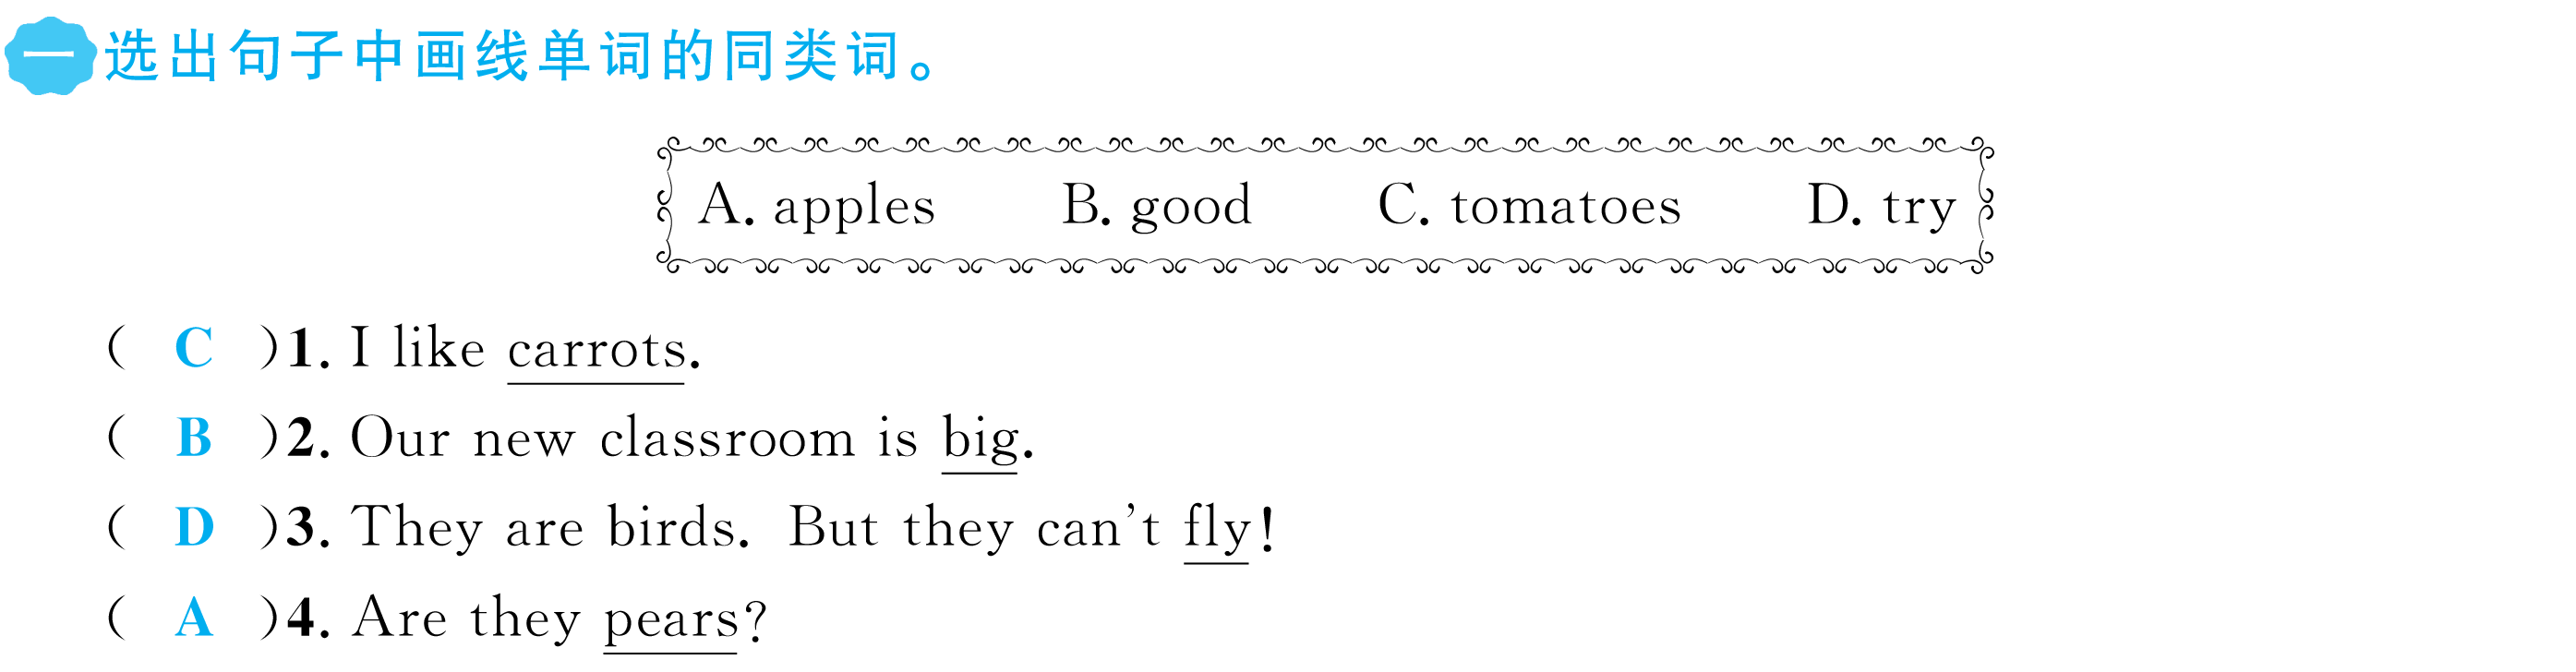 一 选出句子中画线单词的同类词。
A. apples B. good C. tomatoes D. try
( C )1. I like carrots.
( B )2. Our new classroom is big.
( D )3. They are birds. But they can't fly!
( A )4. Are they pears?